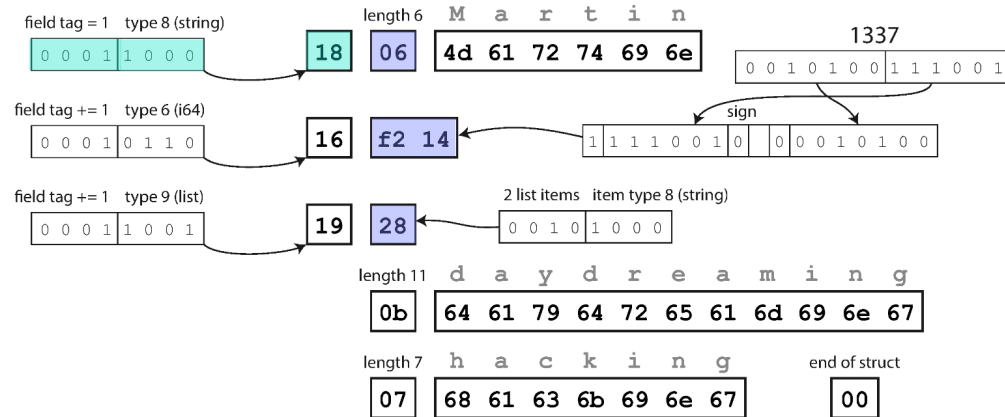 length 6 M a r t i n
field tag = 1 type 8 (string)
0 0 0 1 1 0 0 0 18 06 4d 61 72 74 69 6e
1337
0 0 1 0 1 0 0 1 1 1 0 0 1
field tag += 1 type 6 (i64)
sign
0 0 0 1 0 1 1 0 16 f2 14 1 1 1 1 0 0 1 0 0 0 0 1 0 1 0 0
field tag += 1 type 9 (list)
2 list items item type 8 (string)
0 0 0 1 1 0 0 1 19 28 0 0 1 0 1 0 0 0
length 11 d a y d r e a m i n g
0b 64 61 79 64 72 65 61 6d 69 6e 67
length 7 h a c k i n g end of struct
07 68 61 63 6b 69 6e 67 00